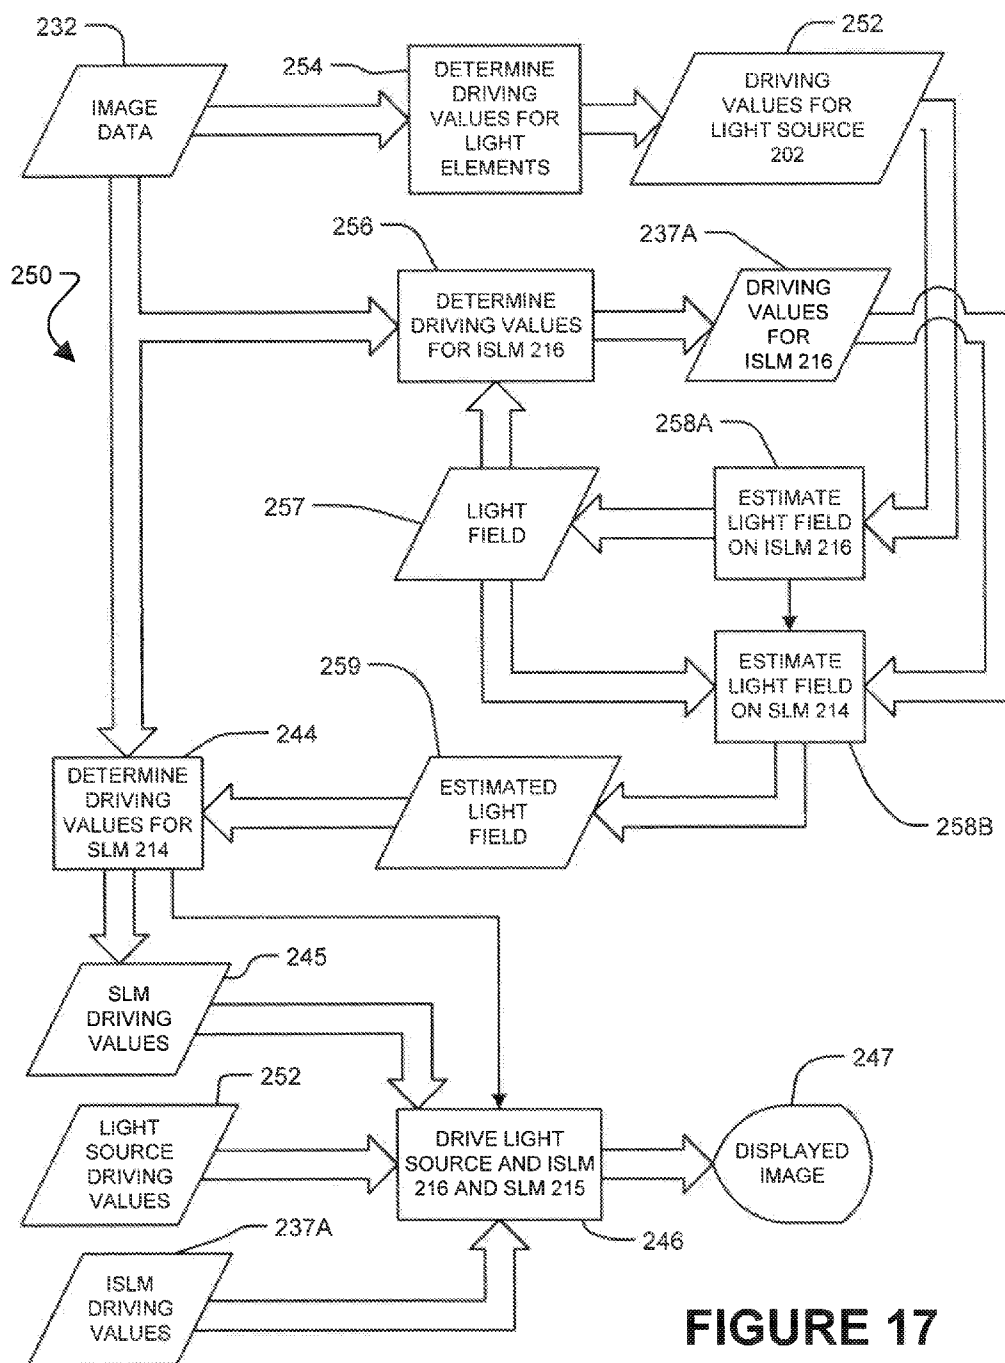 232
IMAGE
DATA
254
DETERMINE
DRIVING
VALUES FOR
LIGHT
ELEMENTS
252
DRIVING
VALUES FOR
LIGHT SOURCE
202
250
256
DETERMINE
DRIVING VALUES
FOR ISLM 216
237A
DRIVING
VALUES
FOR
ISLM 216
258A
ESTIMATE
LIGHT FIELD
ON ISLM 216
257
LIGHT
FIELD
ESTIMATE
LIGHT FIELD
ON SLM 214
258B
259
ESTIMATED
LIGHT
FIELD
244
DETERMINE
DRIVING
VALUES FOR
SLM 214
245
SLM
DRIVING
VALUES
252
LIGHT
SOURCE
DRIVING
VALUES
DRIVE LIGHT
SOURCE AND ISLM
216 AND SLM 215
246
247
DISPLAYED
IMAGE
237A
ISLM
DRIVING
VALUES
FIGURE 17